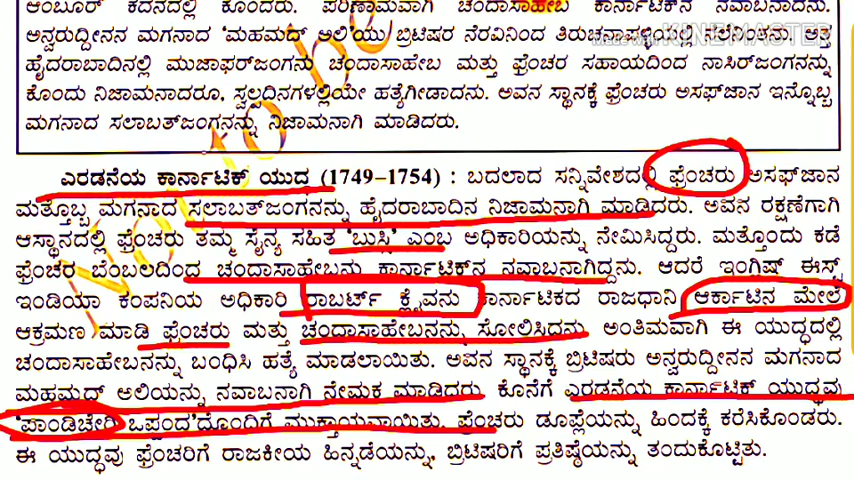 ಆಂಬೂರ್ ಕದನದಲ್ಲಿ ಕೊಂದರು. ಪರಿಣಾಮವಾಗಿ ಚಂದಾಸಾಹೇಬ ಕಾರ್ನಾಟಿಕ್‌ನ ನವಾಬನಾದನು.
ಅನ್ವರುದ್ದೀನನ ಮಗನಾದ 'ಮಹಮದ್ ಅಲಿ'ಯು ಬ್ರಿಟಿಷರ ನೆರವಿನಿಂದ ತಿರುಚನಾಪಳ್ಳಿಯಲ್ಲಿ ನೆಲೆನಿಂತನು. ಅತ್ತ
ಹೈದರಾಬಾದಿನಲ್ಲಿ ಮುಜಾಫರ್‌ಜಂಗನು ಚಂದಾಸಾಹೇಬ ಮತ್ತು ಫ್ರೆಂಚರ ಸಹಾಯದಿಂದ ನಾಸಿರ್‌ಜಂಗನನ್ನು
ಕೊಂದು ನಿಜಾಮನಾದರೂ, ಸ್ವಲ್ಪದಿನಗಳಲ್ಲಿಯೇ ಹತ್ಯೆಗೀಡಾದನು. ಅವನ ಸ್ಥಾನಕ್ಕೆ ಫ್ರೆಂಚರು ಅಸಫ್‌ಜಾನ ಇನ್ನೊಬ್ಬ
ಮಗನಾದ ಸಲಾಬತ್‌ಜಂಗನನ್ನು ನಿಜಾಮನಾಗಿ ಮಾಡಿದರು.
ಎರಡನೆಯ ಕಾರ್ನಾಟಿಕ್ ಯುದ್ಧ (1749-1754) : ಬದಲಾದ ಸನ್ನಿವೇಶದಲ್ಲಿ ಫ್ರೆಂಚರು ಅಸಫ್‌ಜಾನ
ಮತ್ತೊಬ್ಬ ಮಗನಾದ ಸಲಾಬತ್‌ಜಂಗನನ್ನು ಹೈದರಾಬಾದಿನ ನಿಜಾಮನಾಗಿ ಮಾಡಿದರು. ಅವನ ರಕ್ಷಣೆಗಾಗಿ
ಆಸ್ಥಾನದಲ್ಲಿ ಫ್ರೆಂಚರು ತಮ್ಮ ಸೈನ್ಯ ಸಹಿತ 'ಬುಸ್ಸಿ' ಎಂಬ ಅಧಿಕಾರಿಯನ್ನು ನೇಮಿಸಿದ್ದರು. ಮತ್ತೊಂದು ಕಡೆ
ಫ್ರೆಂಚರ ಬೆಂಬಲದಿಂದ ಚಂದಾಸಾಹೇಬನು ಕಾರ್ನಾಟಿಕ್‌ನ ನವಾಬನಾಗಿದ್ದನು. ಆದರೆ ಇಂಗ್ಲಿಷ್ ಈಸ್ಟ್
ಇಂಡಿಯಾ ಕಂಪನಿಯ ಅಧಿಕಾರಿ ರಾಬರ್ಟ್ ಕ್ಲೈವನು ಕಾರ್ನಾಟಿಕದ ರಾಜಧಾನಿ ಆರ್ಕಾಟಿನ ಮೇಲೆ
ಆಕ್ರಮಣ ಮಾಡಿ ಫ್ರೆಂಚರು ಮತ್ತು ಚಂದಾಸಾಹೇಬನನ್ನು ಸೋಲಿಸಿದನು. ಅಂತಿಮವಾಗಿ ಈ ಯುದ್ಧದಲ್ಲಿ
ಚಂದಾಸಾಹೇಬನನ್ನು ಬಂಧಿಸಿ ಹತ್ಯೆ ಮಾಡಲಾಯಿತು. ಅವನ ಸ್ಥಾನಕ್ಕೆ ಬ್ರಿಟಿಷರು ಅನ್ವರುದ್ದೀನನ ಮಗನಾದ
ಮಹಮದ್ ಅಲಿಯನ್ನು ನವಾಬನಾಗಿ ನೇಮಕ ಮಾಡಿದರು. ಕೊನೆಗೆ ಎರಡನೆಯ ಕಾರ್ನಾಟಿಕ್ ಯುದ್ಧವು
'ಪಾಂಡಿಚೇರಿ ಒಪ್ಪಂದ'ದೊಂದಿಗೆ ಮುಕ್ತಾಯವಾಯಿತು. ಫ್ರೆಂಚರು ಡೂಪ್ಲೆಯನ್ನು ಹಿಂದಕ್ಕೆ ಕರೆಸಿಕೊಂಡರು.
ಈ ಯುದ್ಧವು ಫ್ರೆಂಚರಿಗೆ ರಾಜಕೀಯ ಹಿನ್ನಡೆಯನ್ನು, ಬ್ರಿಟಿಷರಿಗೆ ಪ್ರತಿಷ್ಠೆಯನ್ನು ತಂದುಕೊಟ್ಟಿತು.
Made with KINEMASTER